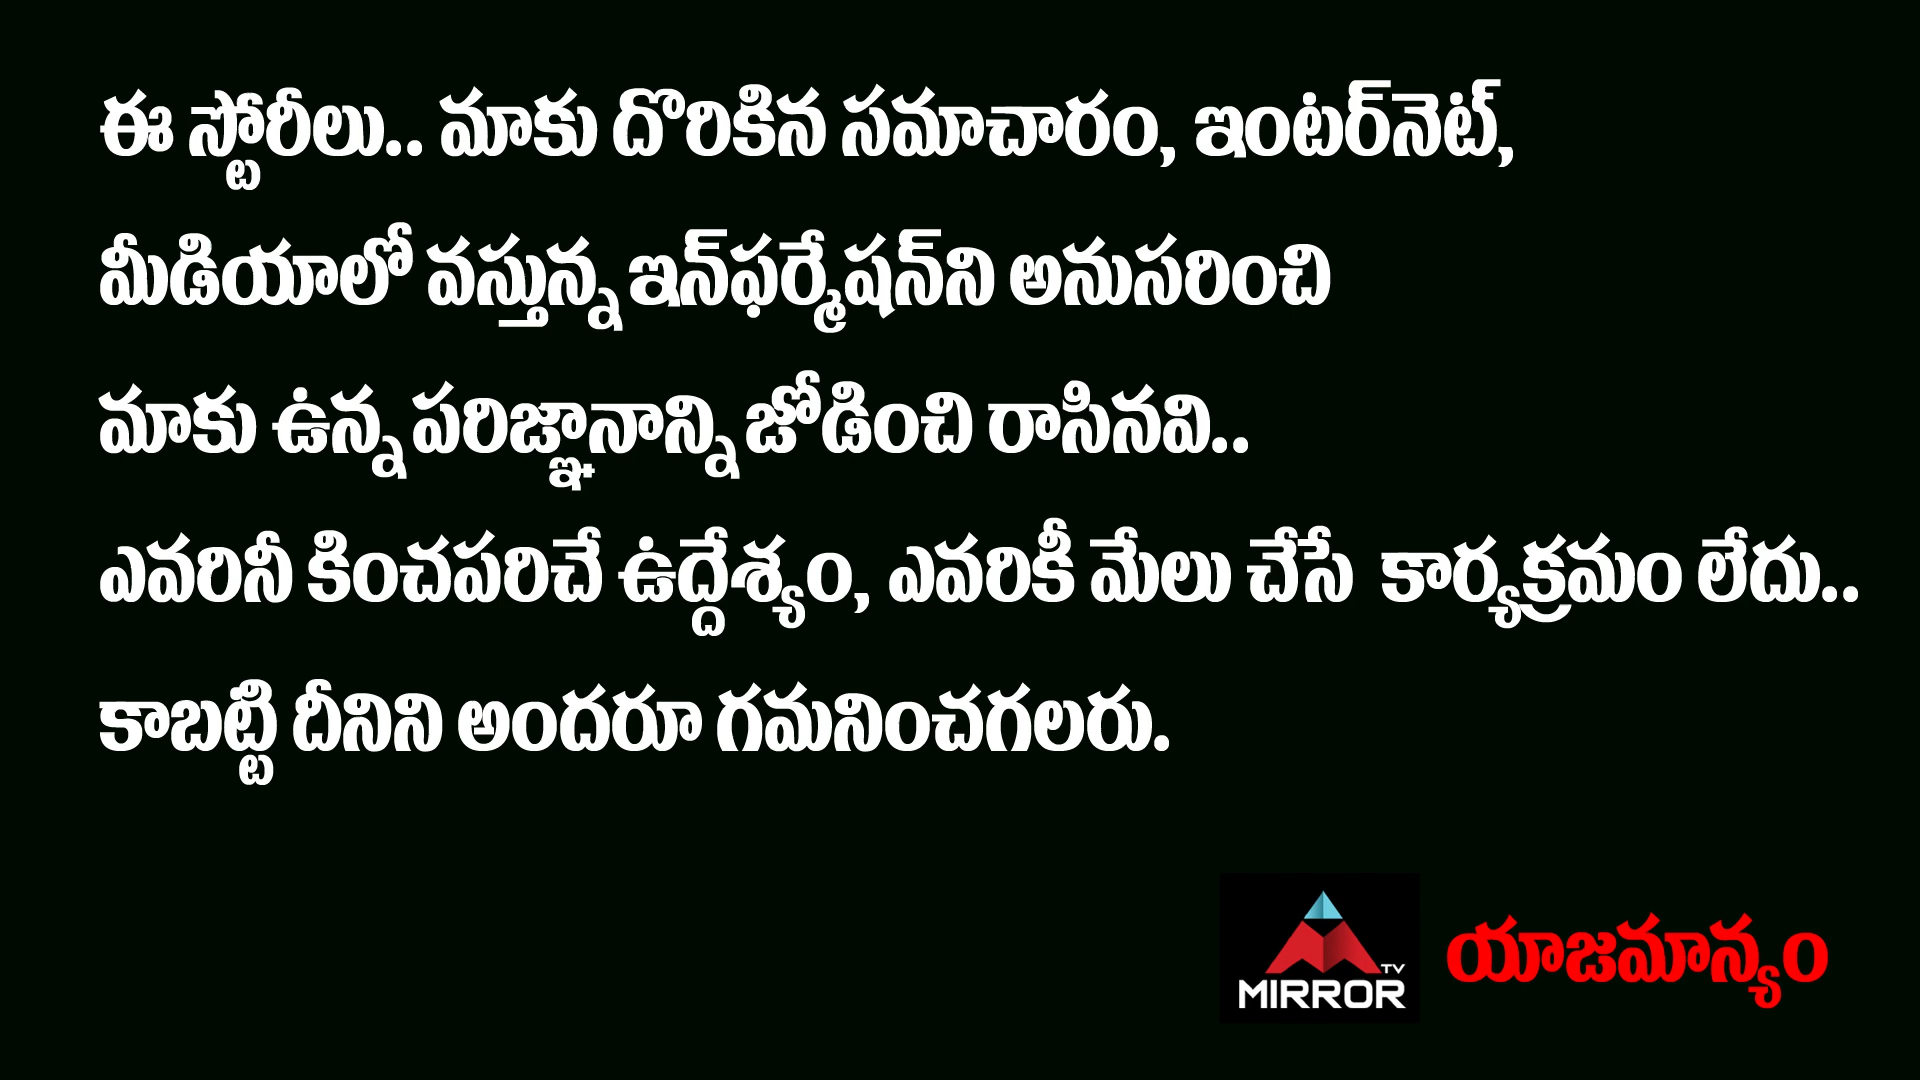 ఈ స్టోరీలు.. మాకు దొరికిన సమాచారం, ఇంటర్‌నెట్,
మీడియాలో వస్తున్న ఇన్‌ఫర్మేషన్‌ని అనుసరించి
మాకు ఉన్న పరిజ్ఞానాన్ని జోడించి రాసినవి..
ఎవరినీ కించపరిచే ఉద్దేశ్యం, ఎవరికీ మేలు చేసే కార్యక్రమం లేదు..
కాబట్టి దీనిని అందరూ గమనించగలరు.
TV
MIRROR
యాజమాన్యం